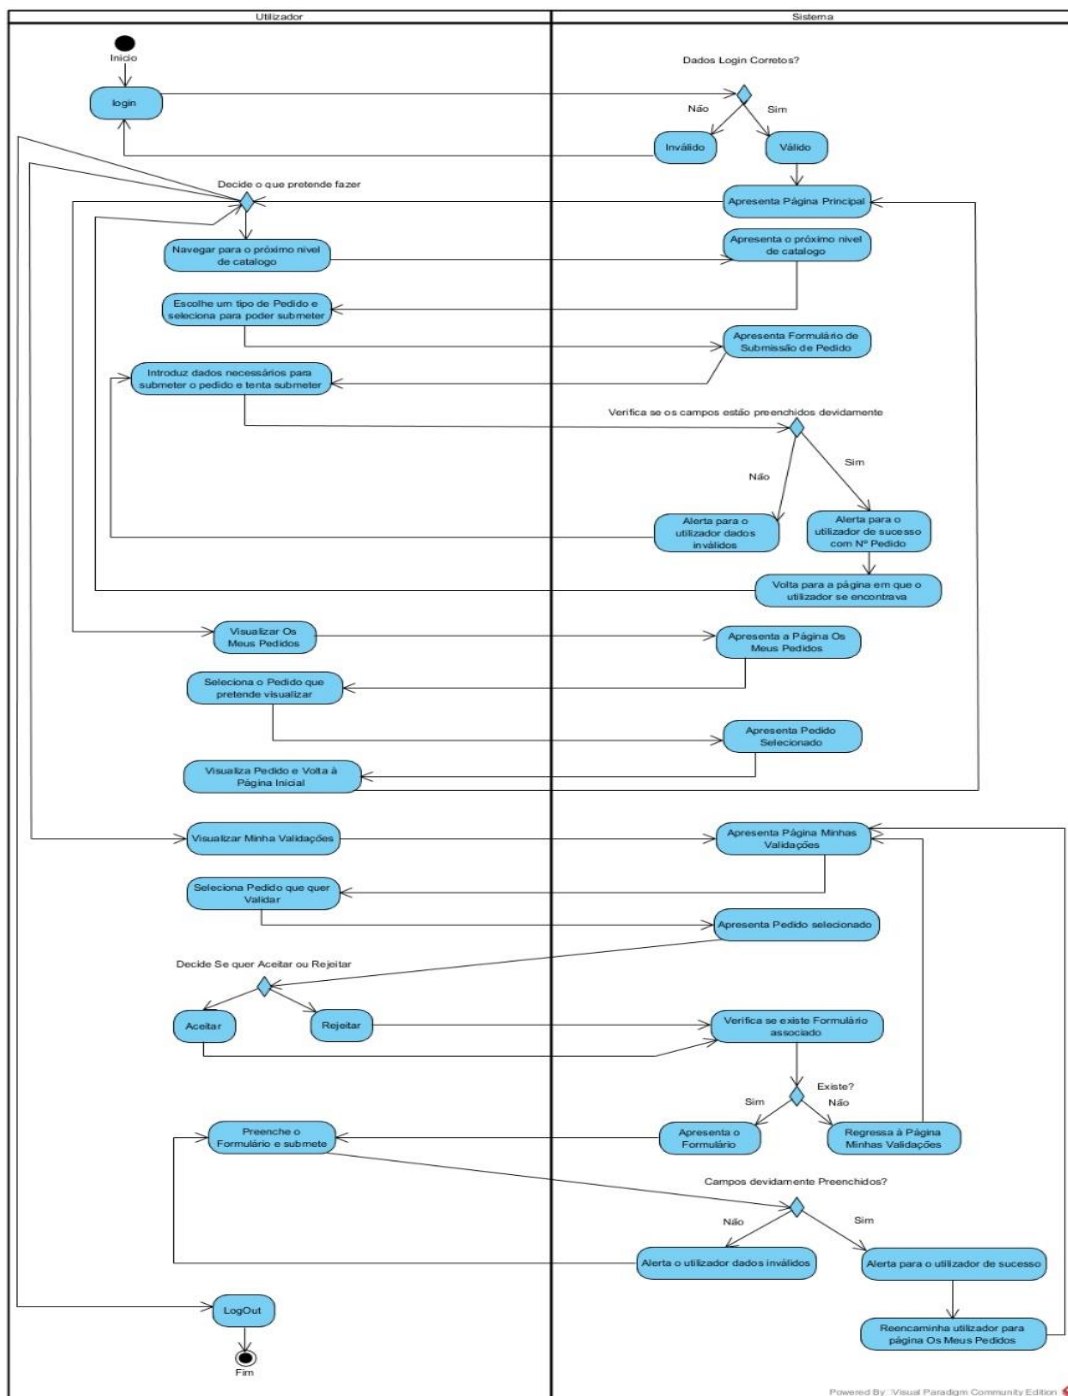 Utilizador
Sistema
Inicio
Dados Login Corretos?
login
Não
Sim
Inválido
Válido
Decide o que pretende fazer
Apresenta Página Principal
Navegar para o próximo nivel
de catalogo
Apresenta o próximo nivel
de catalogo
Escolhe um tipo de Pedido e
seleciona para poder submeter
Apresenta Formulário de
Submissão de Pedido
Introduz dados necessários para
submeter o pedido e tenta submeter
Verifica se os campos estão preenchidos devidamente
Não
Sim
Alerta para o
utilizador dados
inválidos
Alerta para o
utilizador de sucesso
com Nº Pedido
Volta para a página em que o
utilizador se encontrava
Visualizar Os
Meus Pedidos
Apresenta a Página Os
Meus Pedidos
Seleciona o Pedido que
pretende visualizar
Apresenta Pedido
Selecionado
Visualiza Pedido e Volta à
Página Inicial
Visualizar Minha Validações
Apresenta Página Minhas
Validações
Seleciona Pedido que quer
Validar
Apresenta Pedido selecionado
Decide Se quer Aceitar ou Rejeitar
Aceitar
Rejeitar
Verifica se existe Formulário
associado
Existe?
Sim
Não
Preenche o
Formulário e submete
Apresenta o
Formulário
Regressa à Página
Minhas Validações
Campos devidamente Preenchidos?
Não
Sim
Alerta o utilizador dados inválidos
Alerta para o utilizador de sucesso
LogOut
Reencaminha utilizador para
página Os Meus Pedidos
Fim
Powered By Visual Paradigm Community Edition